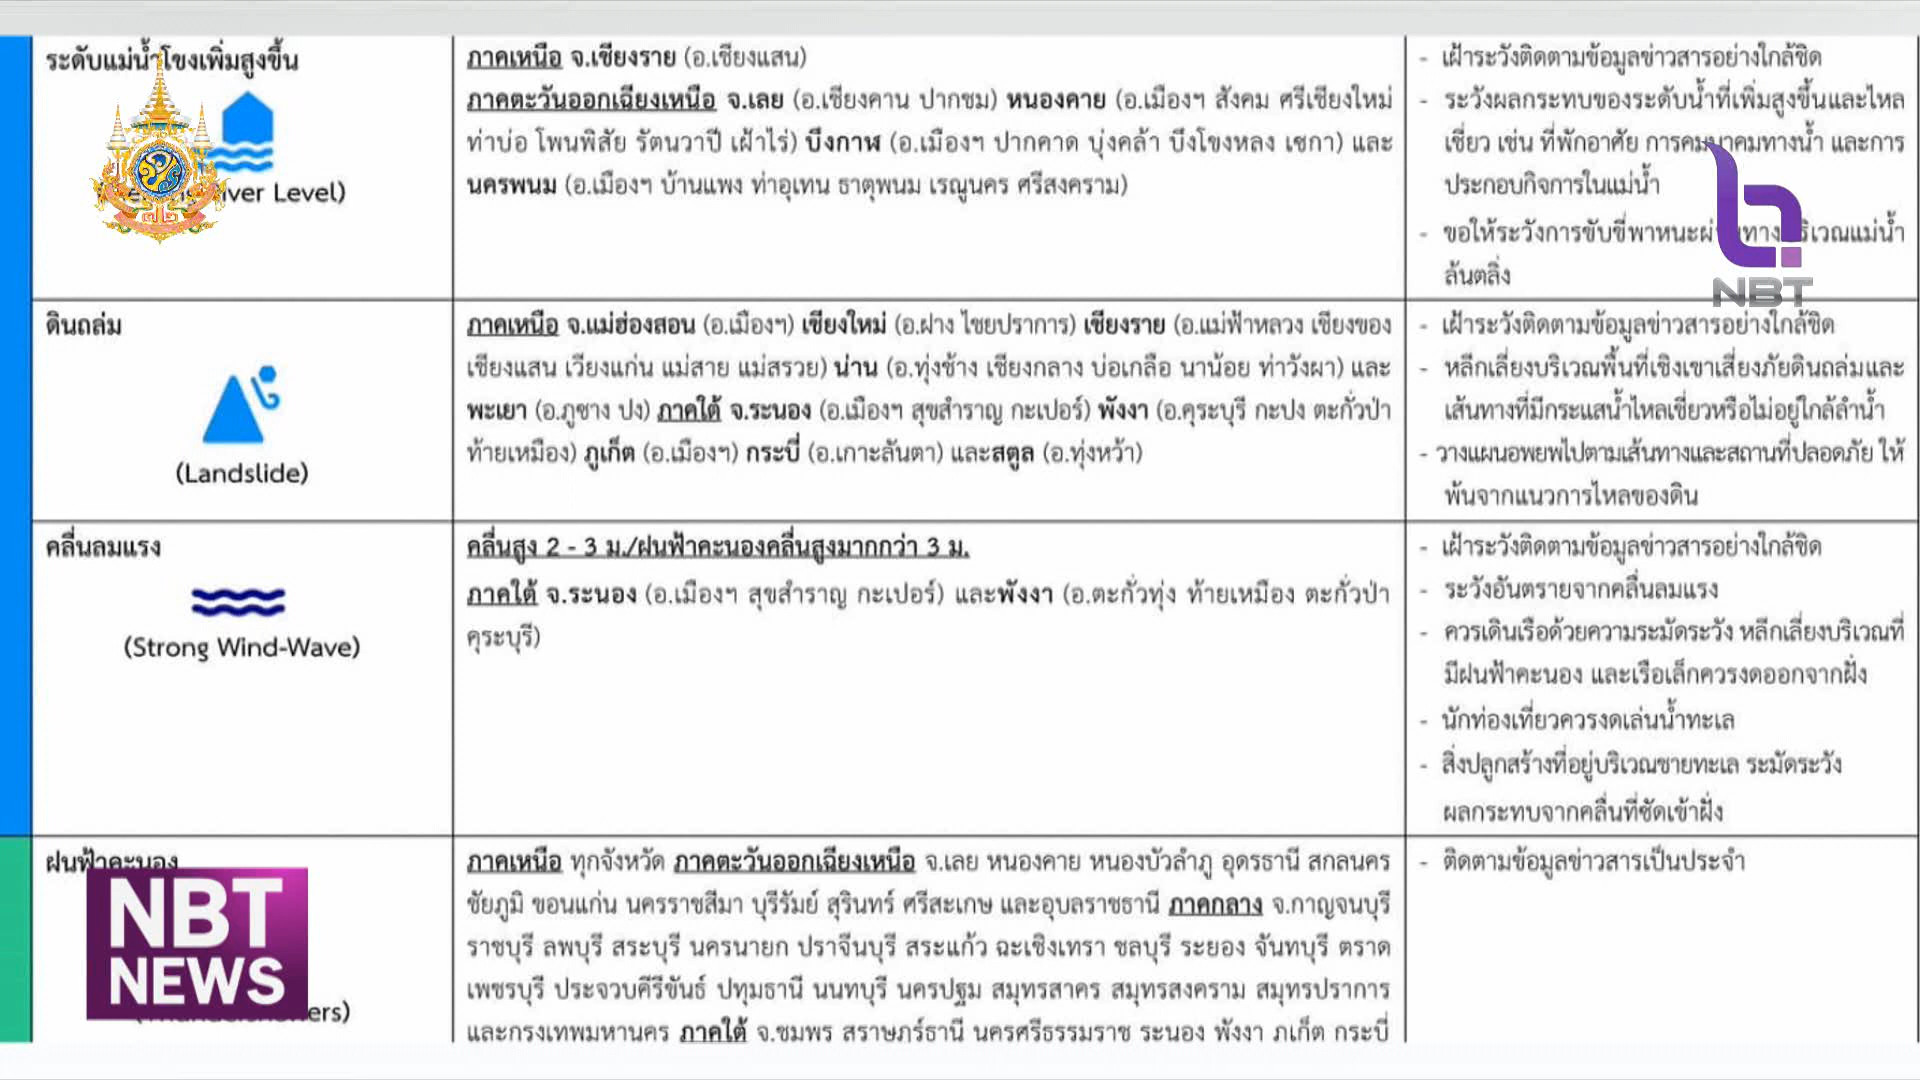 ระดับแม่น้ำโขงเพิ่มสูงขึ้น
iver Level)
ภาคเหนือ จ.เชียงราย (อ.เชียงแสน)
ภาคตะวันออกเฉียงเหนือ จ.เลย (อ.เชียงคาน ปากชม) หนองคาย (อ.เมืองฯ สังคม ศรีเชียงใหม่
ท่าบ่อ โพนพิสัย รัตนวาปี เฝ้าไร่) บึงกาฬ (อ.เมืองฯ ปากคาด บุ่งคล้า บึงโขงหลง เซกา) และ
นครพนม (อ.เมืองฯ บ้านแพง ท่าอุเทน ธาตุพนม เรณูนคร ศรีสงคราม)
- เฝ้าระวังติดตามข้อมูลข่าวสารอย่างใกล้ชิด
- ระวังผลกระทบของระดับน้ำที่เพิ่มสูงขึ้นและไหล
เชี่ยว เช่น ที่พักอาศัย การคมนาคมทางน้ำ และการ
ประกอบกิจการในแม่น้ำ
- ขอให้ระวังการขับขี่พาหนะผ่านทางบริเวณแม่น้ำ
ล้นตลิ่ง
NBT
ดินถล่ม
(Landslide)
ภาคเหนือ จ.แม่ฮ่องสอน (อ.เมืองฯ) เชียงใหม่ (อ.ฝาง ไชยปราการ) เชียงราย (อ.แม่ฟ้าหลวง เชียงของ
เชียงแสน เวียงแก่น แม่สาย แม่สรวย) น่าน (อ.ทุ่งช้าง เชียงกลาง บ่อเกลือ นาน้อย ท่าวังผา) และ
พะเยา (อ.ภูซาง ปง) ภาคใต้ จ.ระนอง (อ.เมืองฯ สุขสำราญ กะเปอร์) พังงา (อ.คุระบุรี กะปง ตะกั่วป่า
ท้ายเหมือง) ภูเก็ต (อ.เมืองฯ) กระบี่ (อ.เกาะลันตา) และสตูล (อ.ทุ่งหว้า)
- เฝ้าระวังติดตามข้อมูลข่าวสารอย่างใกล้ชิด
- หลีกเลี่ยงบริเวณพื้นที่เชิงเขาเสี่ยงภัยดินถล่มและ
เส้นทางที่มีกระแสน้ำไหลเชี่ยวหรือไม่อยู่ใกล้ลำน้ำ
- วางแผนอพยพไปตามเส้นทางและสถานที่ปลอดภัย ให้
พ้นจากแนวการไหลของดิน
คลื่นลมแรง
(Strong Wind-Wave)
คลื่นสูง 2 - 3 ม./ฝนฟ้าคะนองคลื่นสูงมากกว่า 3 ม.
ภาคใต้ จ.ระนอง (อ.เมืองฯ สุขสำราญ กะเปอร์) และพังงา (อ.ตะกั่วทุ่ง ท้ายเหมือง ตะกั่วป่า
คุระบุรี)
- เฝ้าระวังติดตามข้อมูลข่าวสารอย่างใกล้ชิด
- ระวังอันตรายจากคลื่นลมแรง
- ควรเดินเรือด้วยความระมัดระวัง หลีกเลี่ยงบริเวณที่
มีฝนฟ้าคะนอง และเรือเล็กควรงดออกจากฝั่ง
- นักท่องเที่ยวควรงดเล่นน้ำทะเล
- สิ่งปลูกสร้างที่อยู่บริเวณชายทะเล ระมัดระวัง
ผลกระทบจากคลื่นที่ซัดเข้าฝั่ง
ฝนฟ้าคะนอง
NBT
NEWS
ers)
ภาคเหนือ ทุกจังหวัด ภาคตะวันออกเฉียงเหนือ จ.เลย หนองคาย หนองบัวลำภู อุดรธานี สกลนคร
ชัยภูมิ ขอนแก่น นครราชสีมา บุรีรัมย์ สุรินทร์ ศรีสะเกษ และอุบลราชธานี ภาคกลาง จ.กาญจนบุรี
ราชบุรี ลพบุรี สระบุรี นครนายก ปราจีนบุรี สระแก้ว ฉะเชิงเทรา ชลบุรี ระยอง จันทบุรี ตราด
เพชรบุรี ประจวบคีรีขันธ์ ปทุมธานี นนทบุรี นครปฐม สมุทรสาคร สมุทรสงคราม สมุทรปราการ
และกรุงเทพมหานคร ภาคใต้ จ.ชุมพร สุราษฎร์ธานี นครศรีธรรมราช ระนอง พังงา ภูเก็ต กระบี่
- ติดตามข้อมูลข่าวสารเป็นประจำ